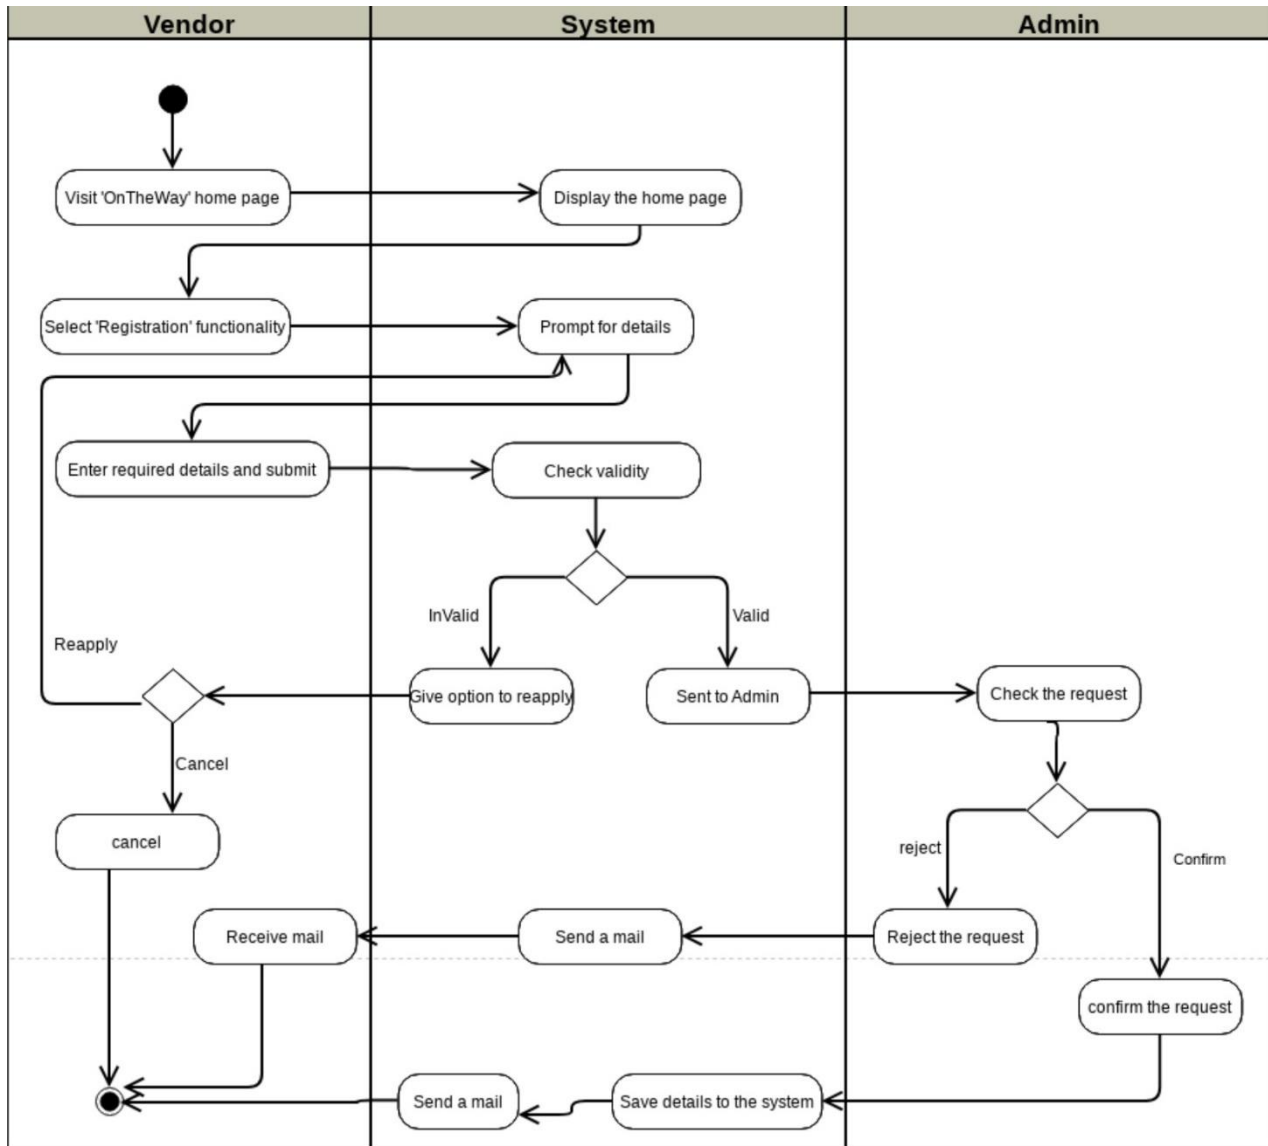 Vendor
System
Admin
Visit 'OnTheWay' home page
Display the home page
Select 'Registration' functionality
Prompt for details
Enter required details and submit
Check validity
InValid
Valid
Reapply
Give option to reapply
Sent to Admin
Check the request
Cancel
cancel
reject
Confirm
Receive mail
Send a mail
Reject the request
confirm the request
Send a mail
Save details to the system